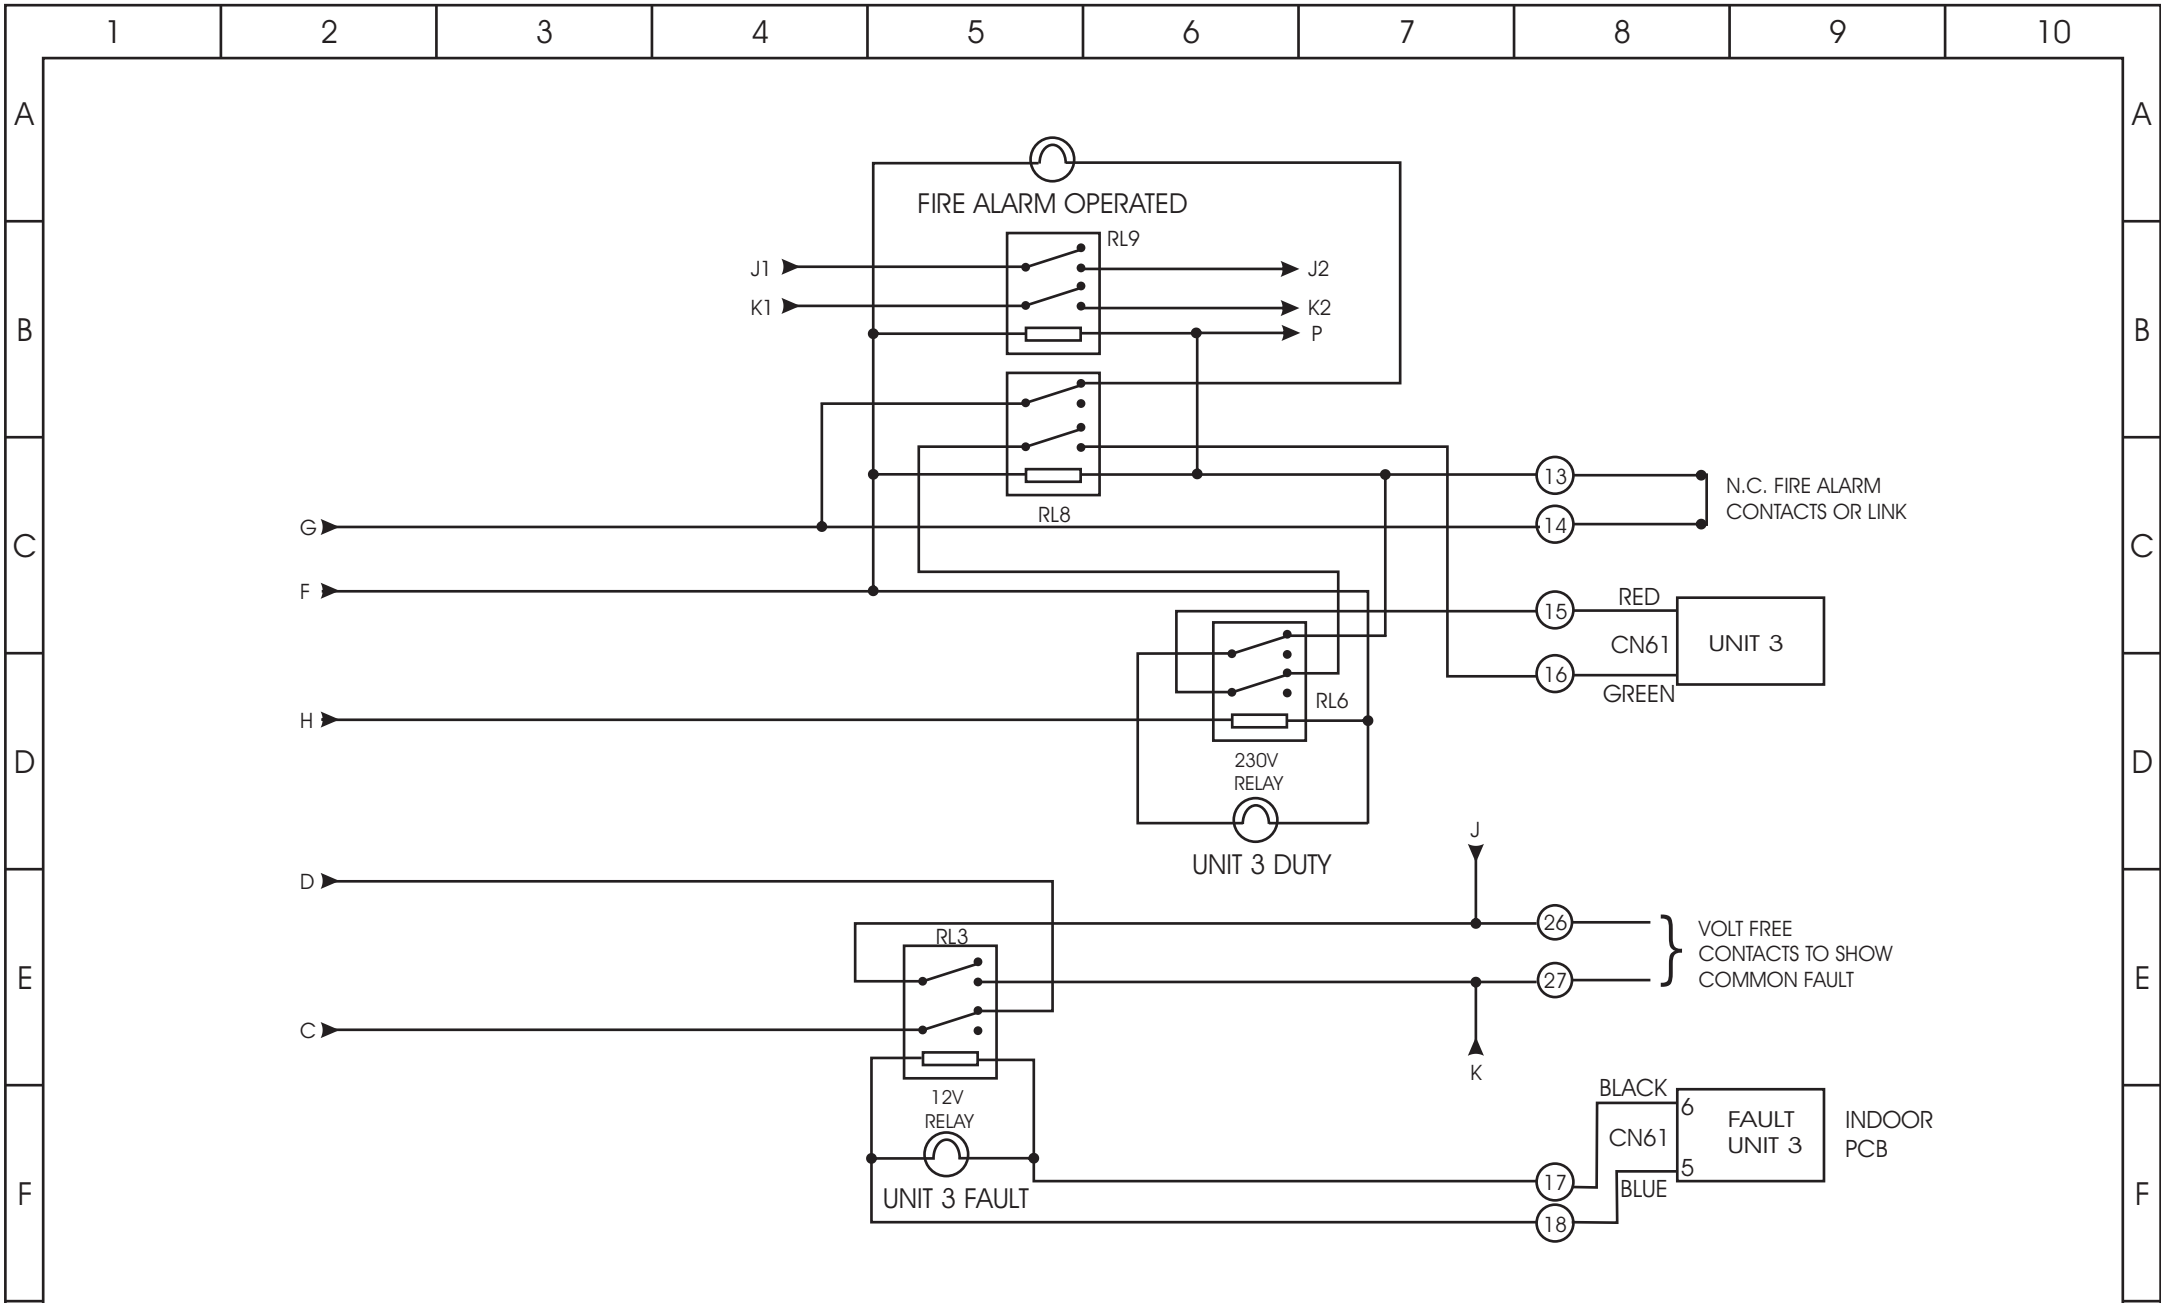 1 2 3 4 5 6 7 8 9 10
A A
FIRE ALARM OPERATED
RL9
J1 J2
K1 K2
B P B
RL8
13
N.C. FIRE ALARM
CONTACTS OR LINK
G 14
C C
F
15 RED
CN61 UNIT 3
16 GREEN
RL6
H
230V
RELAY
D D
UNIT 3 DUTY
J
D
RL3
26
VOLT FREE
CONTACTS TO SHOW
COMMON FAULT
E 27 E
C
K
12V
RELAY
BLACK
6 FAULT
UNIT 3
CN61
5
BLUE
INDOOR
PCB
UNIT 3 FAULT
17
F F
18